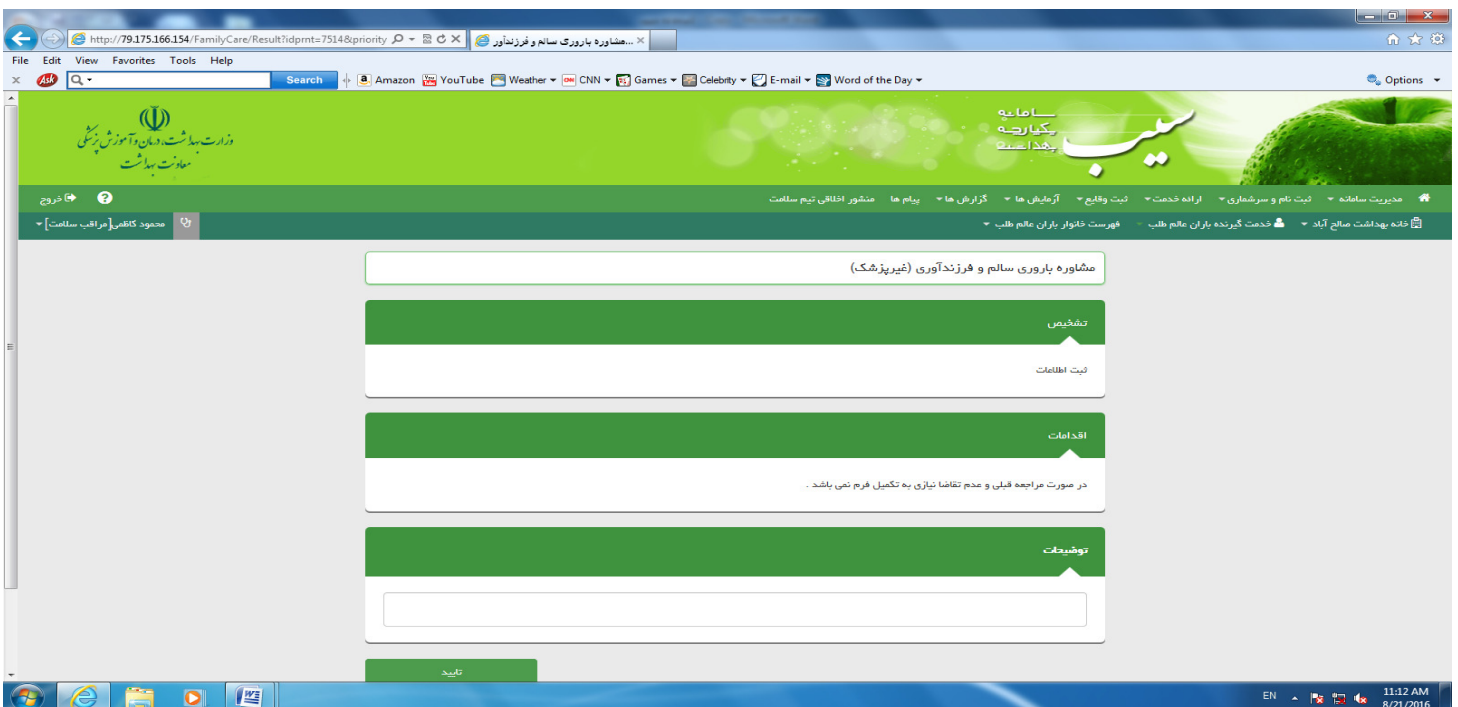 http://79.175.166.154/FamilyCare/Result?idprnt=7514&priority
مشاوره باروری سالم و فرزندآور...
File Edit View Favorites Tools Help
Ask Search Amazon YouTube Weather CNN Games Celebrity E-mail Word of the Day Options
وزارت بهداشت، درمان و آموزش پزشکی
معاونت بهداشت
سامانه
یکپارچه
بهداشت
سیب
مدیریت سامانه ثبت نام و سرشماری ارائه خدمت ثبت وقایع آزمایش ها گزارش ها پیام ها منشور اخلاقی تیم سلامت ? خروج
خانه بهداشت صالح آباد خدمت گیرنده باران عالم طلب فهرست خانوار باران عالم طلب محمود کاظمی[مراقب سلامت]
مشاوره باروری سالم و فرزندآوری (غیرپزشک)
تشخیص
ثبت اطلاعات
اقدامات
در صورت مراجعه قبلی و عدم تقاضا نیازی به تکمیل فرم نمی باشد .
توضیحات
تایید
EN 11:12 AM
8/21/2016